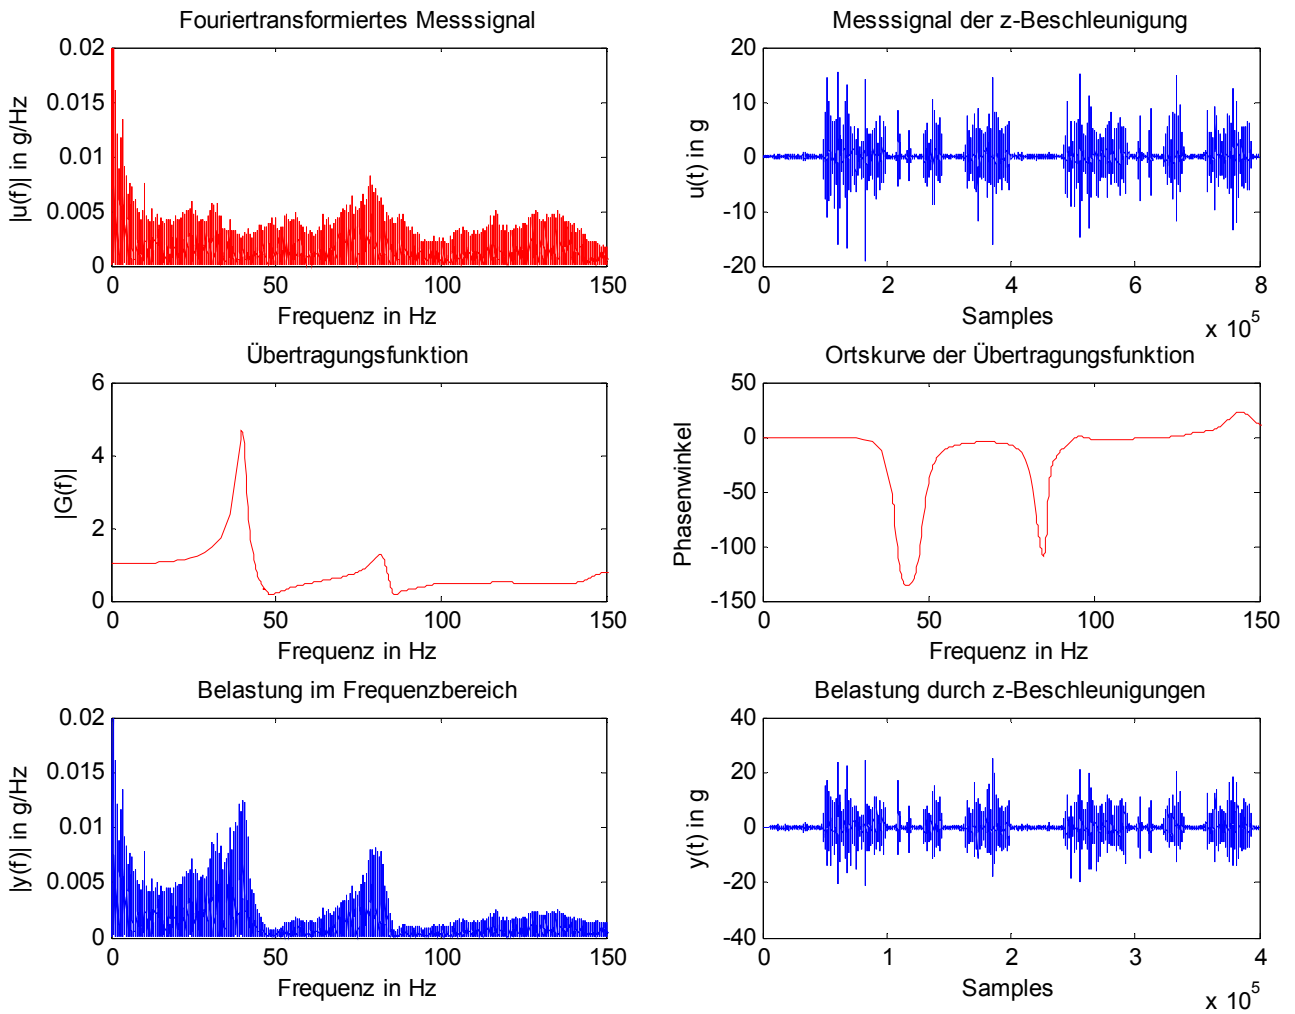 Fouriertransformiertes Messsignal
0.02
0.015
0.01
0.005
0
|u(f)| in g/Hz
0 50 100 150
Frequenz in Hz
Messsignal der z-Beschleunigung
20
10
0
-10
-20
u(t) in g
0 2 4 6 8
Samples
x 10^5
Übertragungsfunktion
6
4
2
0
|G(f)|
0 50 100 150
Frequenz in Hz
Ortskurve der Übertragungsfunktion
50
0
-50
-100
-150
Phasenwinkel
0 50 100 150
Frequenz in Hz
Belastung im Frequenzbereich
0.02
0.015
0.01
0.005
0
|y(f)| in g/Hz
0 50 100 150
Frequenz in Hz
Belastung durch z-Beschleunigungen
40
20
0
-20
-40
y(t) in g
0 1 2 3 4
Samples
x 10^5